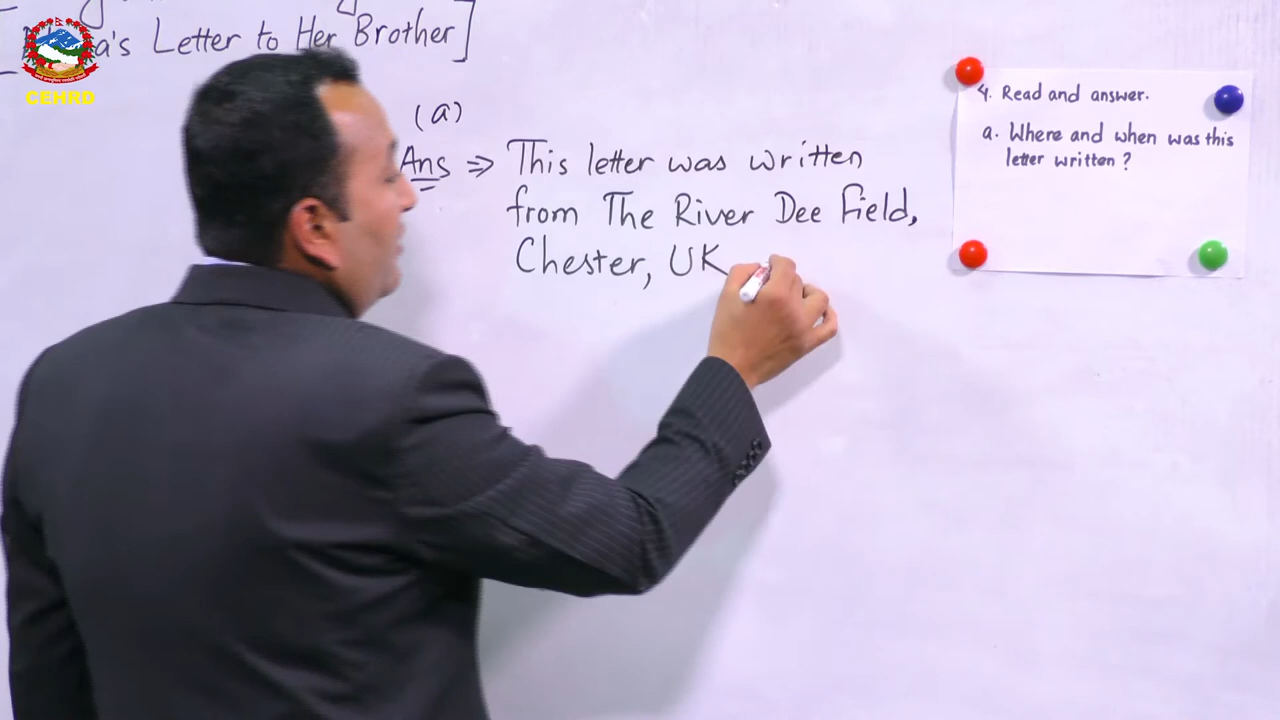 a's Letter to Her Brother]
CEHRD
(a)
Ans ⇒ This letter was written
from The River Dee Field,
Chester, UK
4. Read and answer.
a. Where and when was this
letter written?